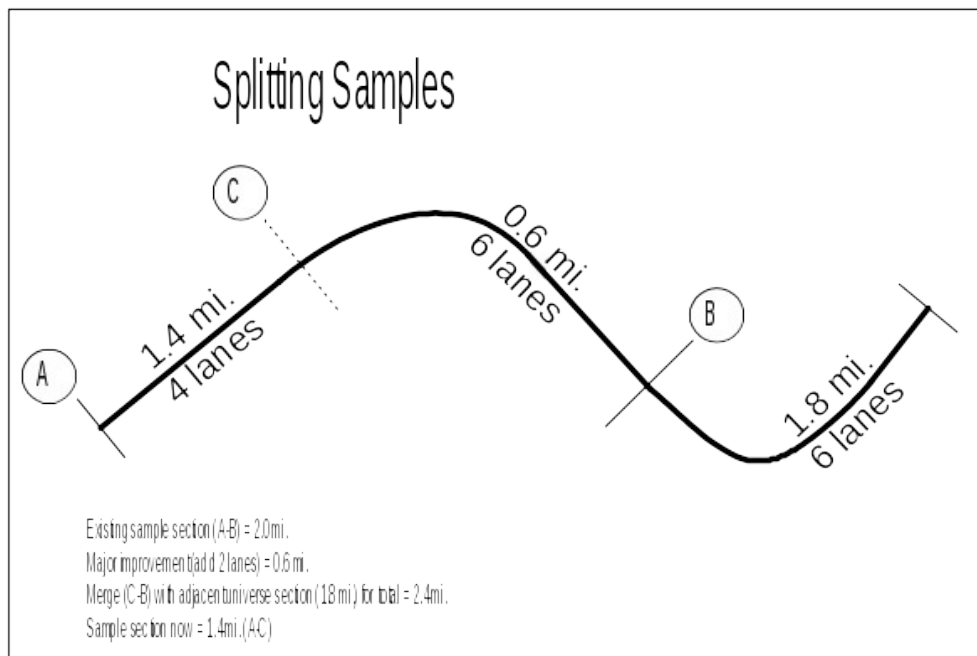 Splitting Samples
C
0.6 mi.
6 lanes
B
1.4 mi.
4 lanes
A
1.8 mi.
6 lanes
Existing sample section (A-B) = 2.0 mi.
Major improvement (add 2 lanes) = 0.6 mi.
Merge (C-B) with adjacent universe section (18 mi) for total = 2.4 mi.
Sample section now = 1.4 mi. (A-C)